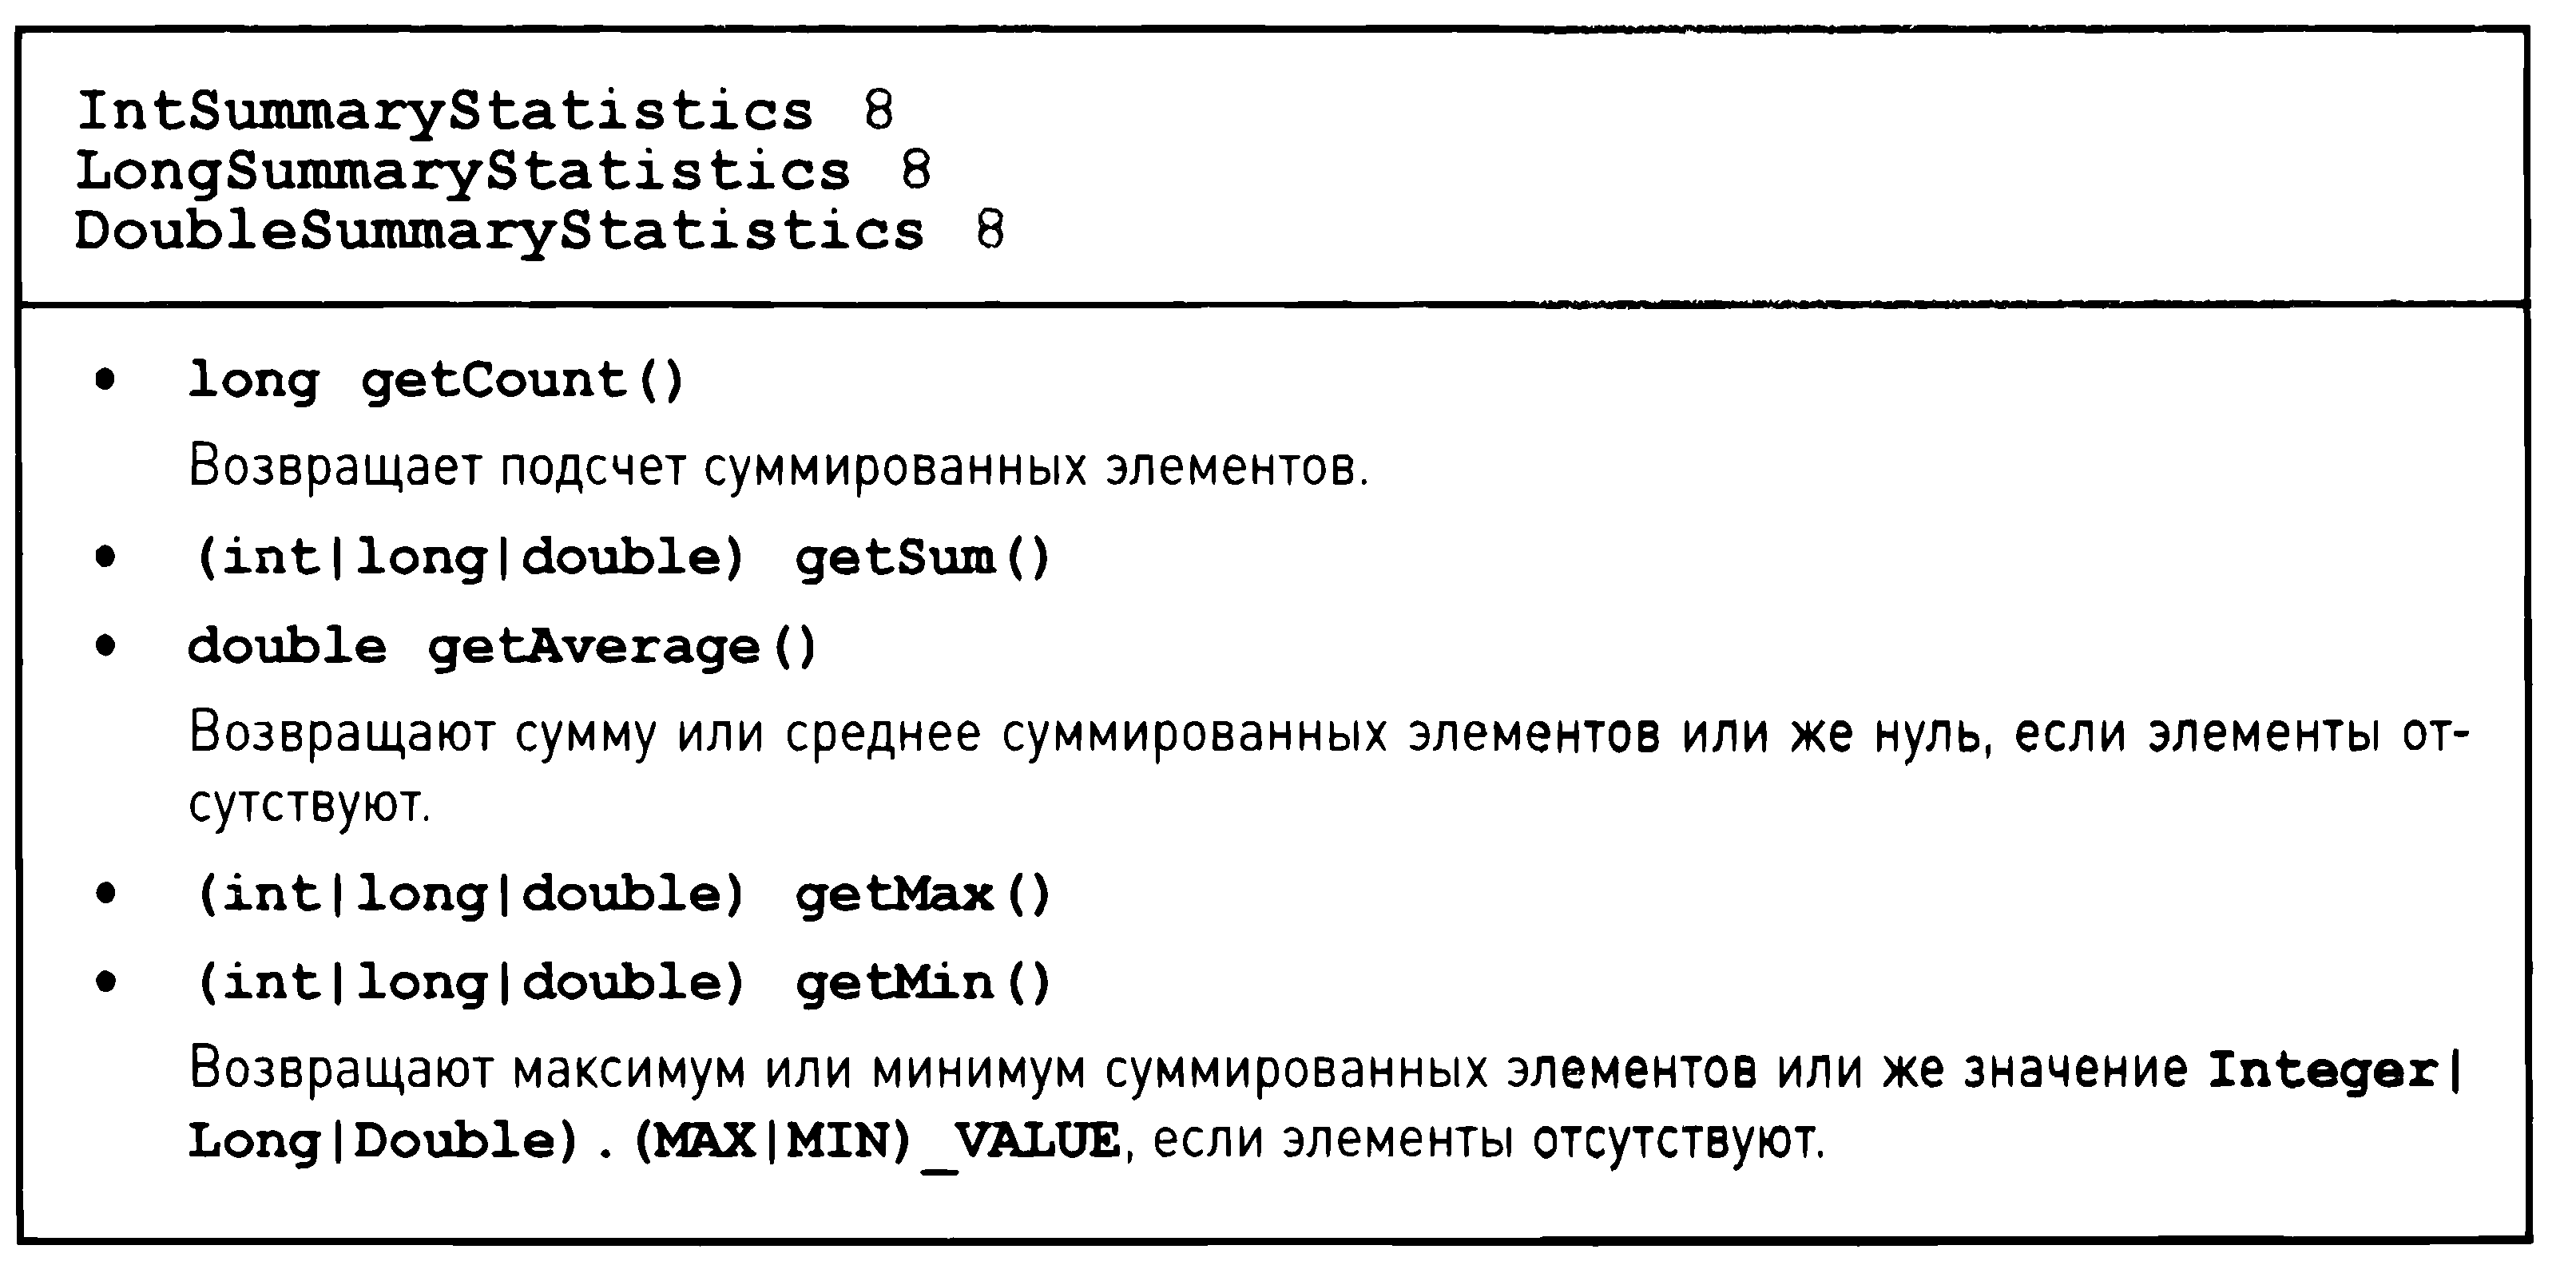 IntSummaryStatistics 8
LongSummaryStatistics 8
DoubleSummaryStatistics 8
• long getCount()
Возвращает подсчет суммированных элементов.
• (int|long|double) getSum()
• double getAverage()
Возвращают сумму или среднее суммированных элементов или же нуль, если элементы от-
сутствуют.
• (int|long|double) getMax()
• (int|long|double) getMin()
Возвращают максимум или минимум суммированных элементов или же значение Integer|
Long|Double).(MAX|MIN)_VALUE, если элементы отсутствуют.